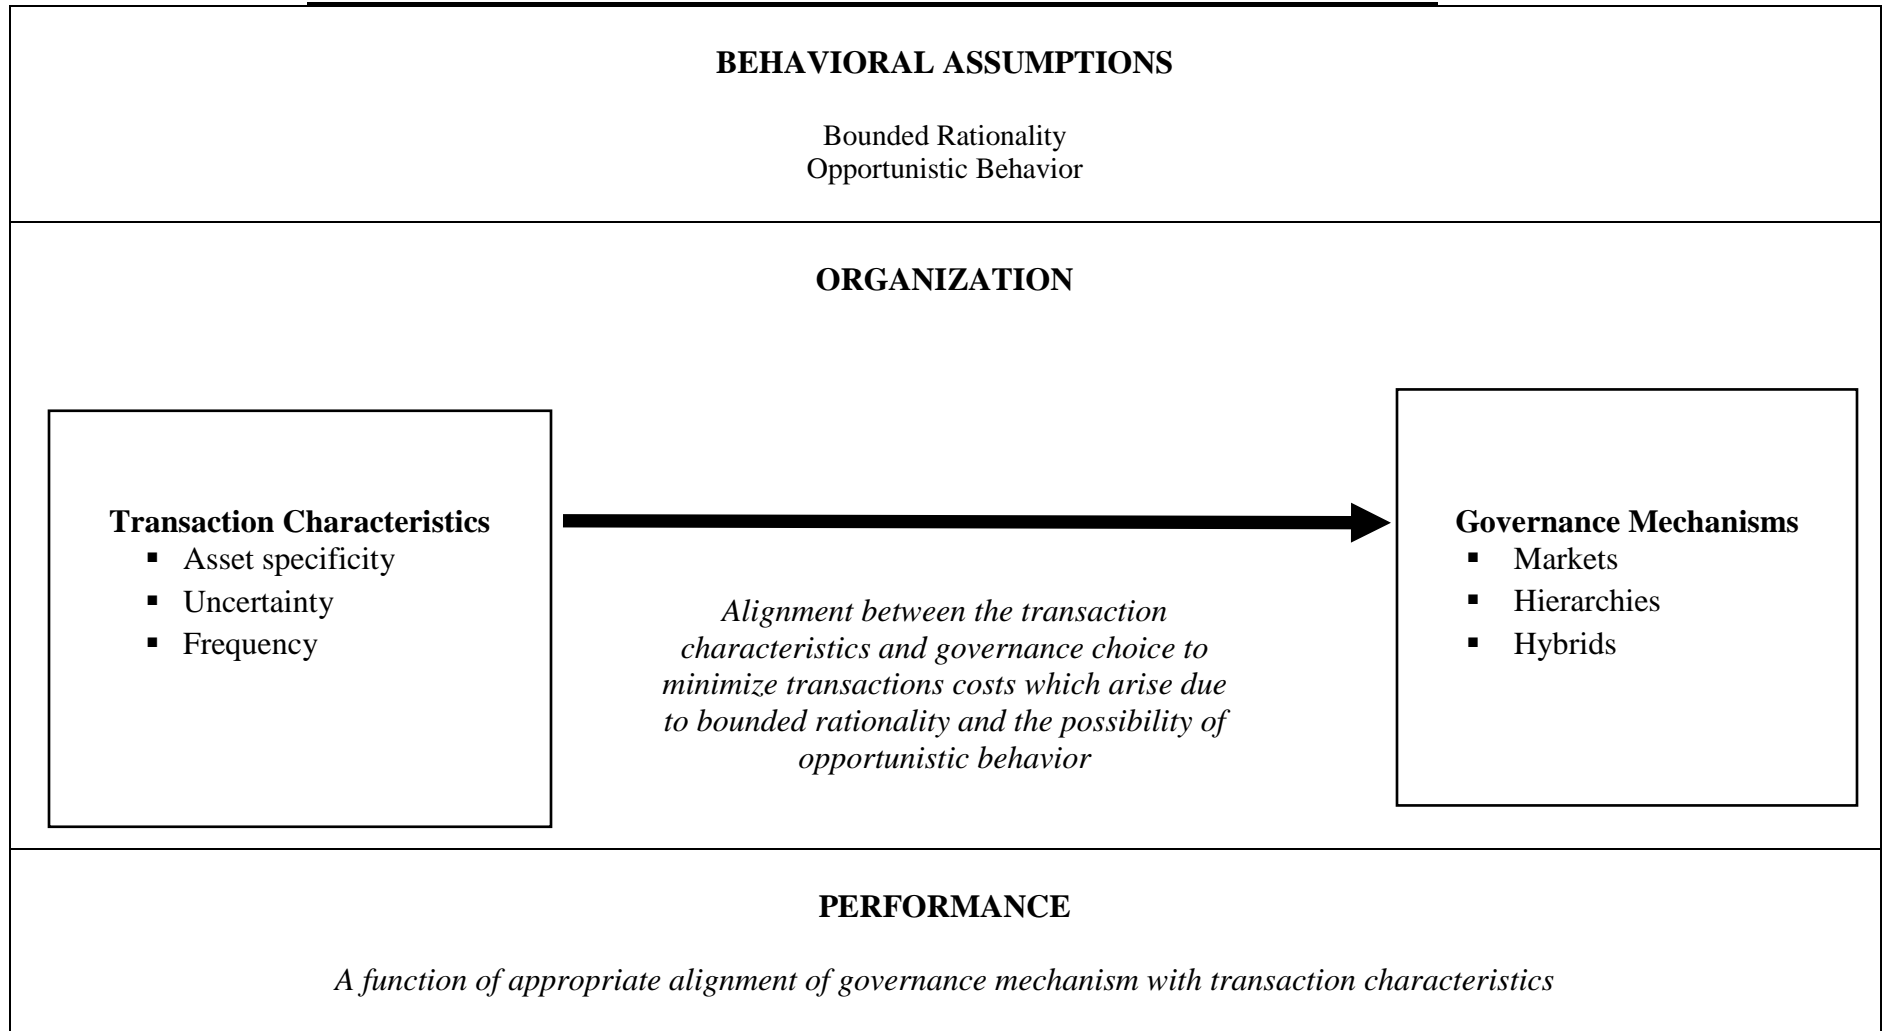 BEHAVIORAL ASSUMPTIONS
Bounded Rationality
Opportunistic Behavior
ORGANIZATION
Transaction Characteristics
▪ Asset specificity
▪ Uncertainty
▪ Frequency
Alignment between the transaction
characteristics and governance choice to
minimize transactions costs which arise due
to bounded rationality and the possibility of
opportunistic behavior
Governance Mechanisms
▪ Markets
▪ Hierarchies
▪ Hybrids
PERFORMANCE
A function of appropriate alignment of governance mechanism with transaction characteristics